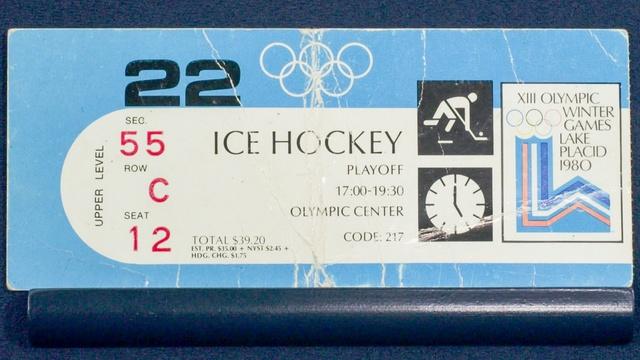 22
SEC.
55
ROW
C
SEAT
12
UPPER LEVEL
ICE HOCKEY
PLAYOFF
17:00-19:30
OLYMPIC CENTER
CODE: 217
TOTAL $39.20
EST. PR. $35.00 + NYST $2.45 +
HDG. CHG. $1.75
XIII OLYMPIC
WINTER
GAMES
LAKE
PLACID
1980